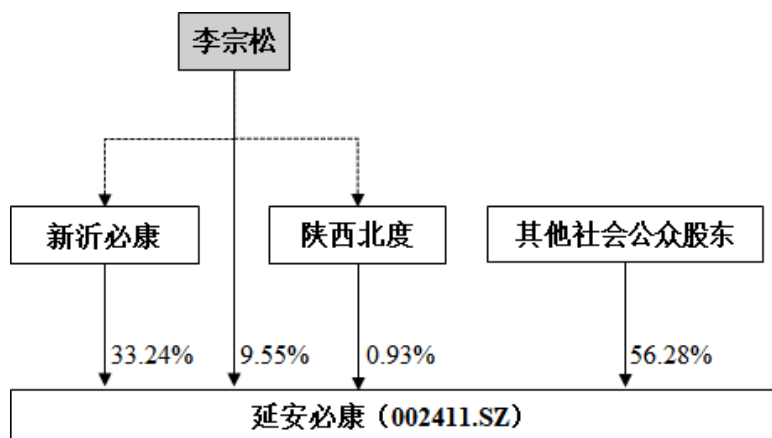 李宗松
新沂必康
陕西北度
其他社会公众股东
33.24%
9.55%
0.93%
56.28%
延安必康（002411.SZ）